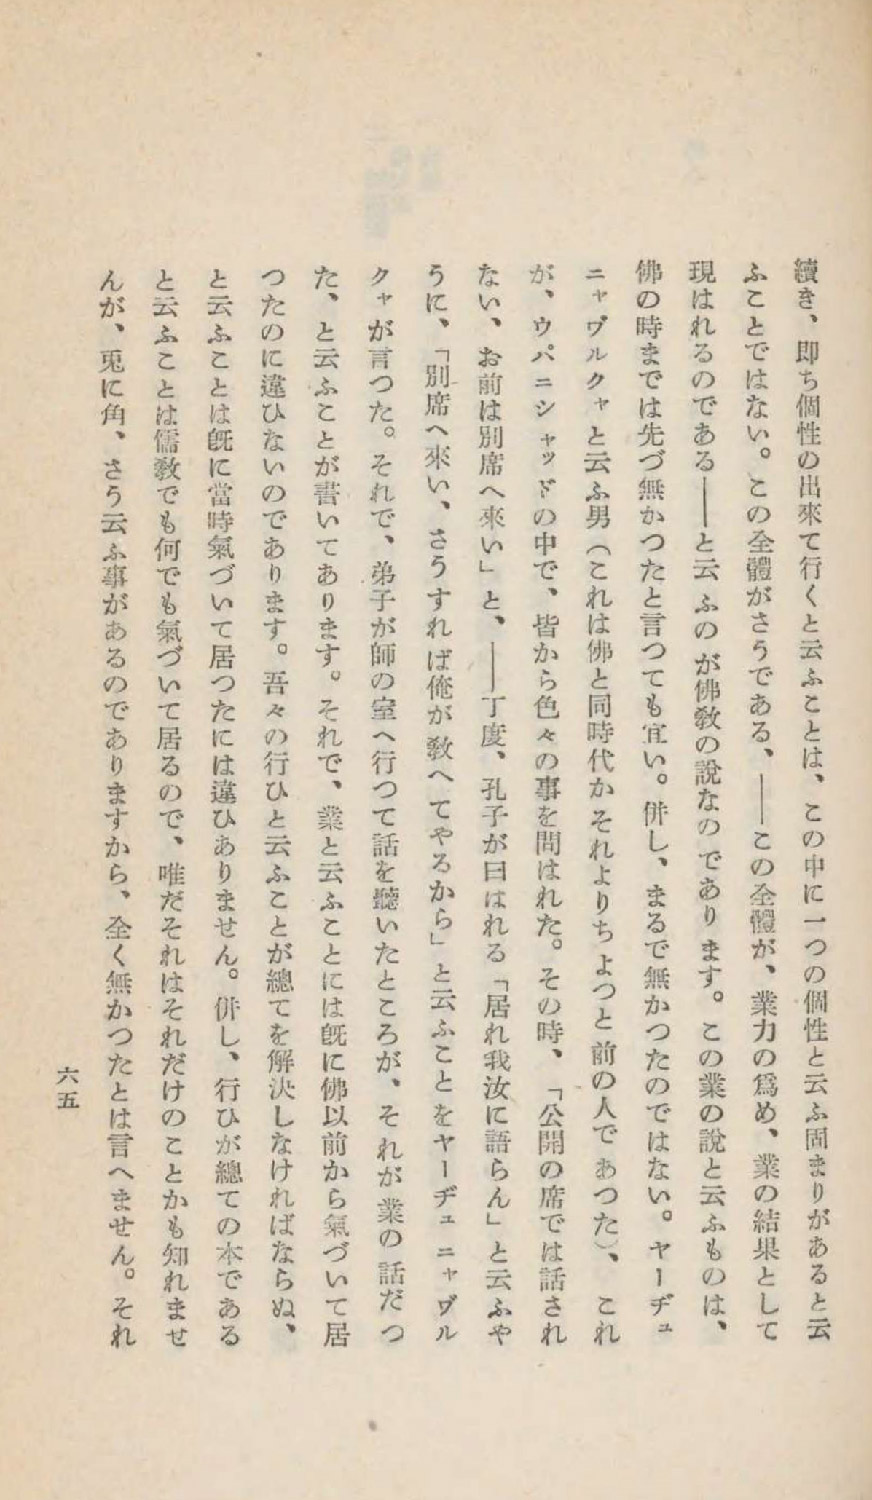 續き、卽ち個性の出來て行くと云ふことは、この中に一つの個性と云ふ固まりがあると云
ふことではない。この全體がさうである、――この全體が、業力の爲め、業の結果として
現はれるのである――と云ふのが佛敎の說なのであります。この業の說と云ふものは、
佛の時までは先づ無かつたと言つても宜い。併し、まるで無かつたのではない。ヤーヂュ
ニャヴルクャと云ふ男（これは佛と同時代かそれよりちよつと前の人であつた）、これ
が、ウパニシャッドの中で、皆から色々の事を問はれた。その時、「公開の席では話され
ない、お前は別席へ來い」と、――丁度、孔子が曰はれる「居れ我汝に語らん」と云ふや
うに、「別席へ來い、さうすれば俺が敎へてやるから」と云ふことをヤーヂュニャヴル
クャが言つた。それで、弟子が師の室へ行つて話を聽いたところが、それが業の話だつ
た、と云ふことが書いてあります。それで、業と云ふことには旣に佛以前から氣づいて居
つたのに違ひないのであります。吾々の行ひと云ふことが總てを解決しなければならぬ、
と云ふことは旣に當時氣づいて居つたには違ひありません。併し、行ひが總ての本である
と云ふことは儒敎でも何でも氣づいて居るので、唯だそれはそれだけのことかも知れませ
んが、兎に角、さう云ふ事があるのでありますから、全く無かつたとは言へません。それ
六五